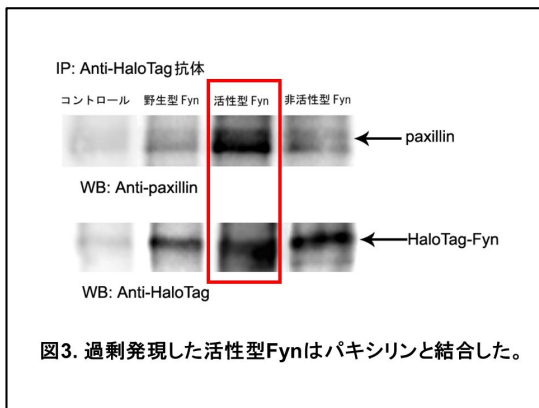 IP: Anti-HaloTag抗体
コントロール 野生型 Fyn 活性型 Fyn 非活性型 Fyn
paxillin
WB: Anti-paxillin
HaloTag-Fyn
WB: Anti-HaloTag
図3. 過剰発現した活性型Fynはパキシリンと結合した。